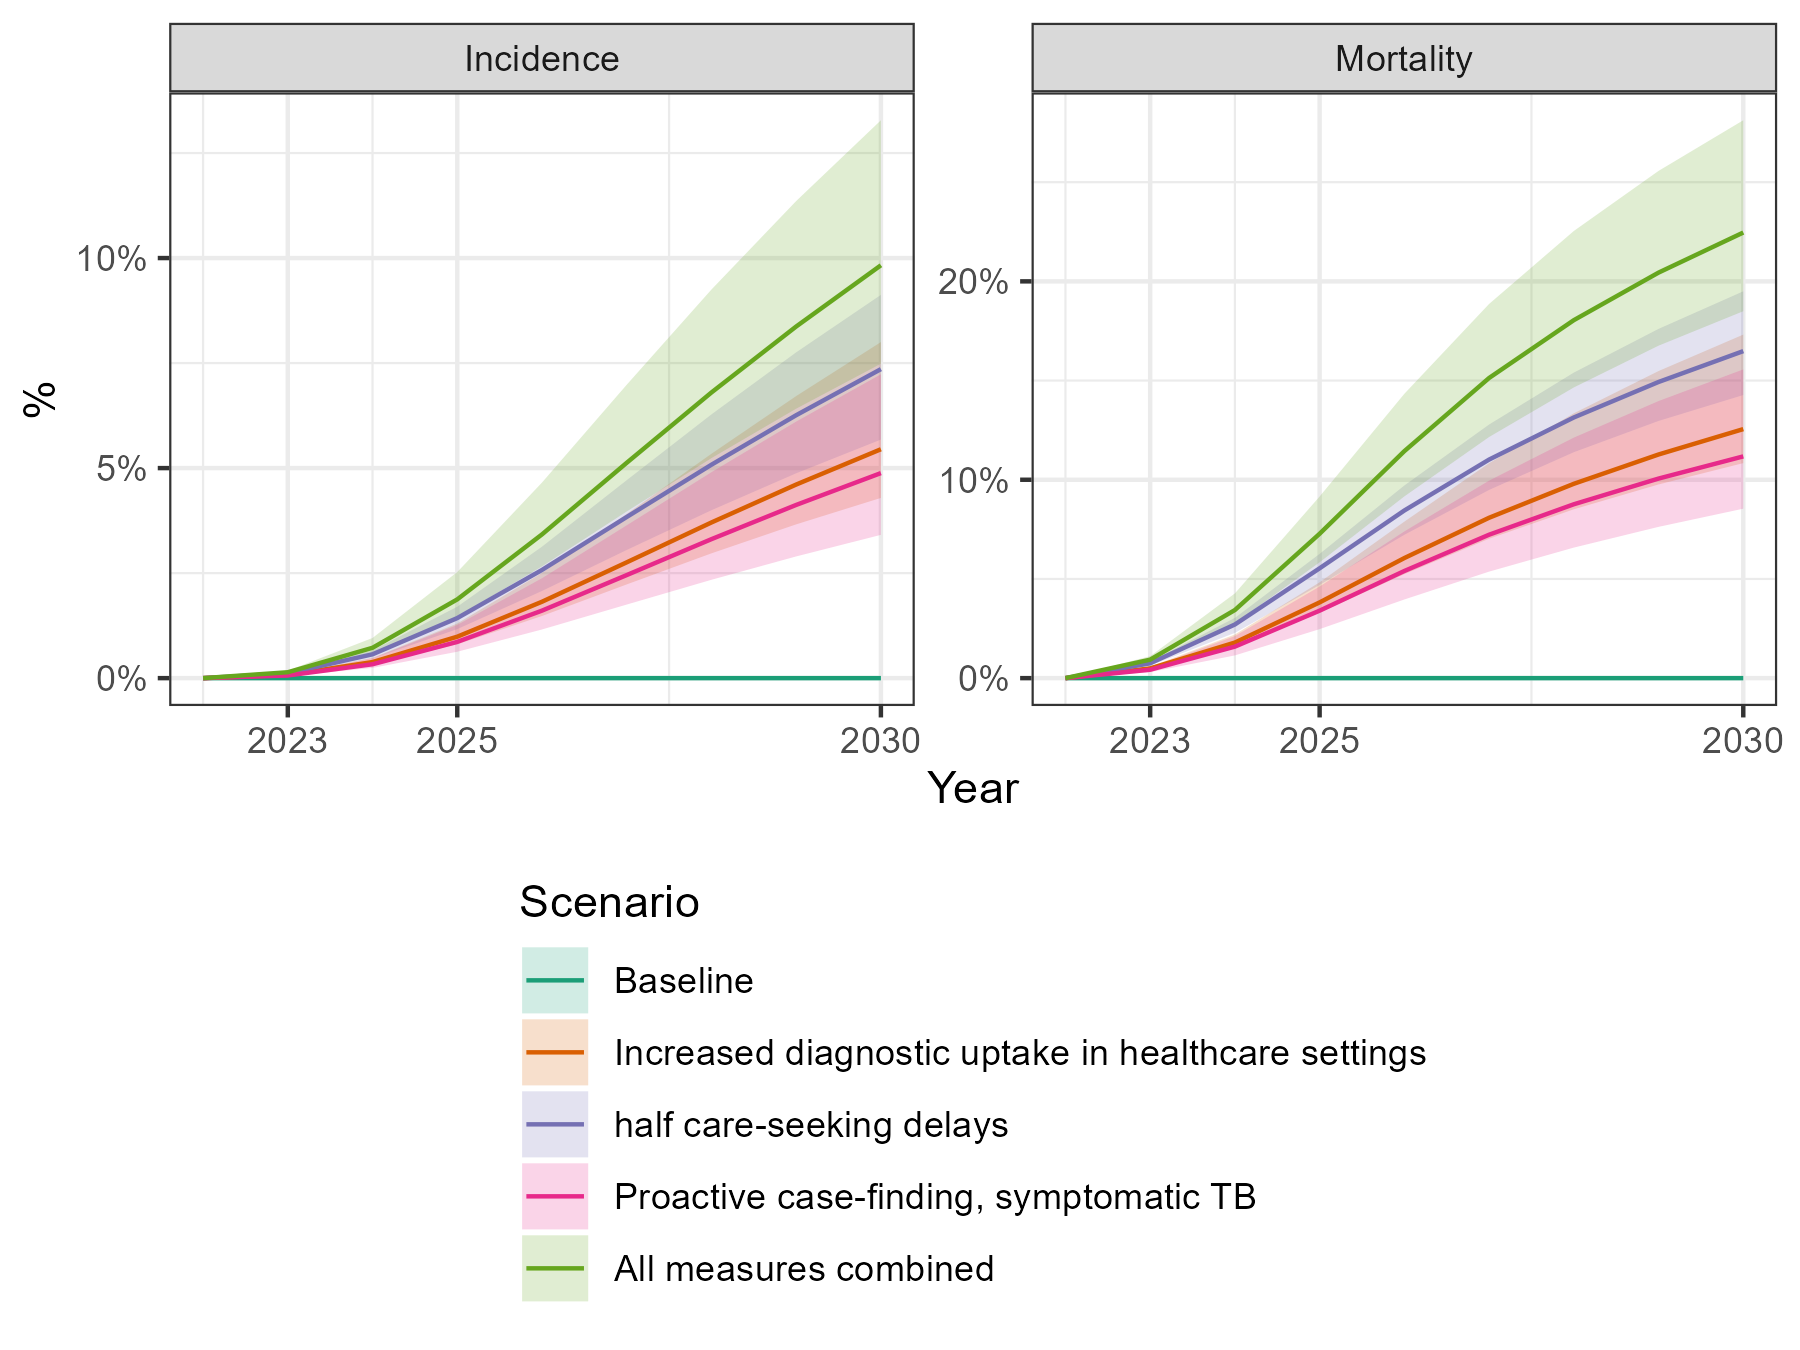 Incidence
Mortality
%
10%
5%
0%
20%
10%
0%
2023 2025 2030
2023 2025 2030
Year
Scenario
Baseline
Increased diagnostic uptake in healthcare settings
half care-seeking delays
Proactive case-finding, symptomatic TB
All measures combined